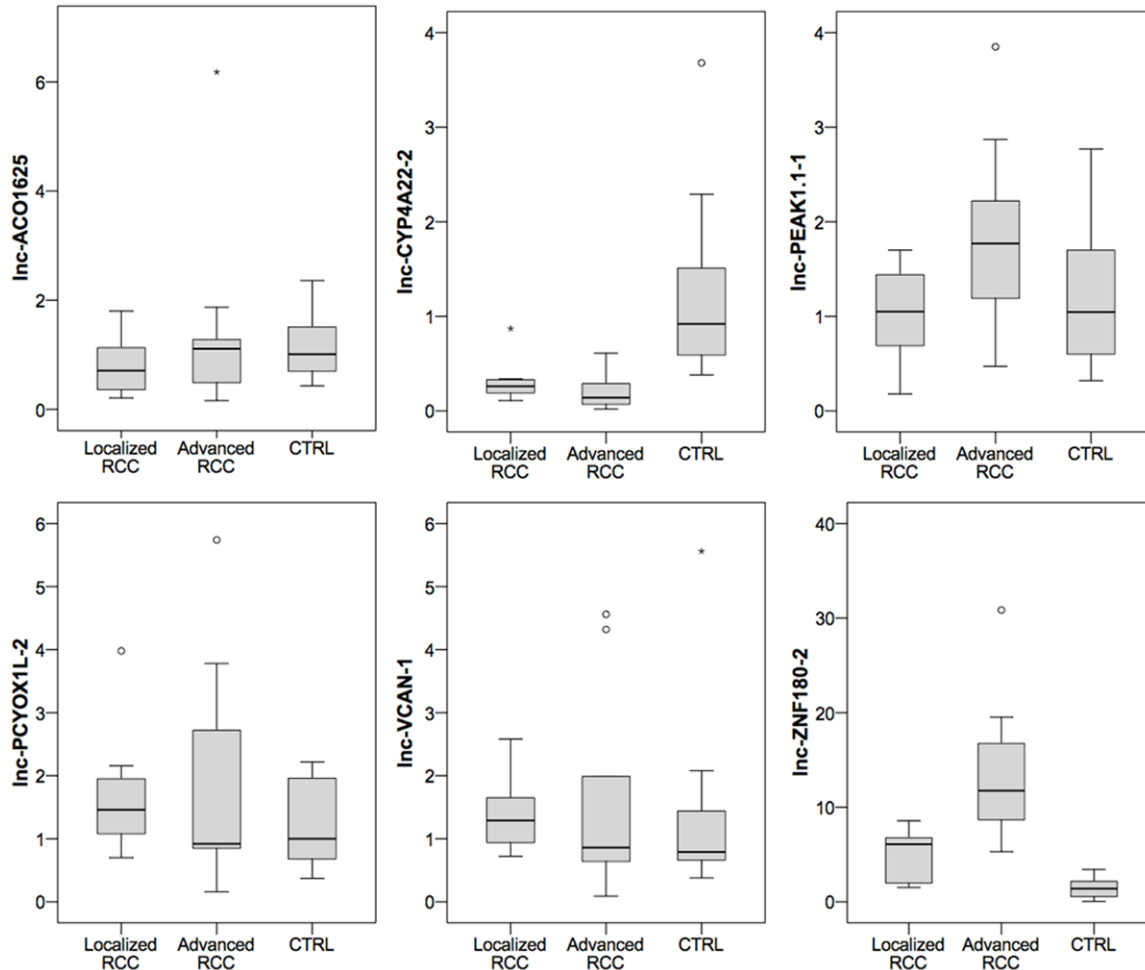 lnc-ACO1625
6
4
2
0
Localized RCC
Advanced RCC
CTRL
lnc-CYP4A22-2
4
3
2
1
0
Localized RCC
Advanced RCC
CTRL
lnc-PEAK1.1-1
4
3
2
1
0
Localized RCC
Advanced RCC
CTRL
lnc-PCYOX1L-2
6
5
4
3
2
1
0
Localized RCC
Advanced RCC
CTRL
lnc-VCAN-1
6
5
4
3
2
1
0
Localized RCC
Advanced RCC
CTRL
lnc-ZNF180-2
40
30
20
10
0
Localized RCC
Advanced RCC
CTRL